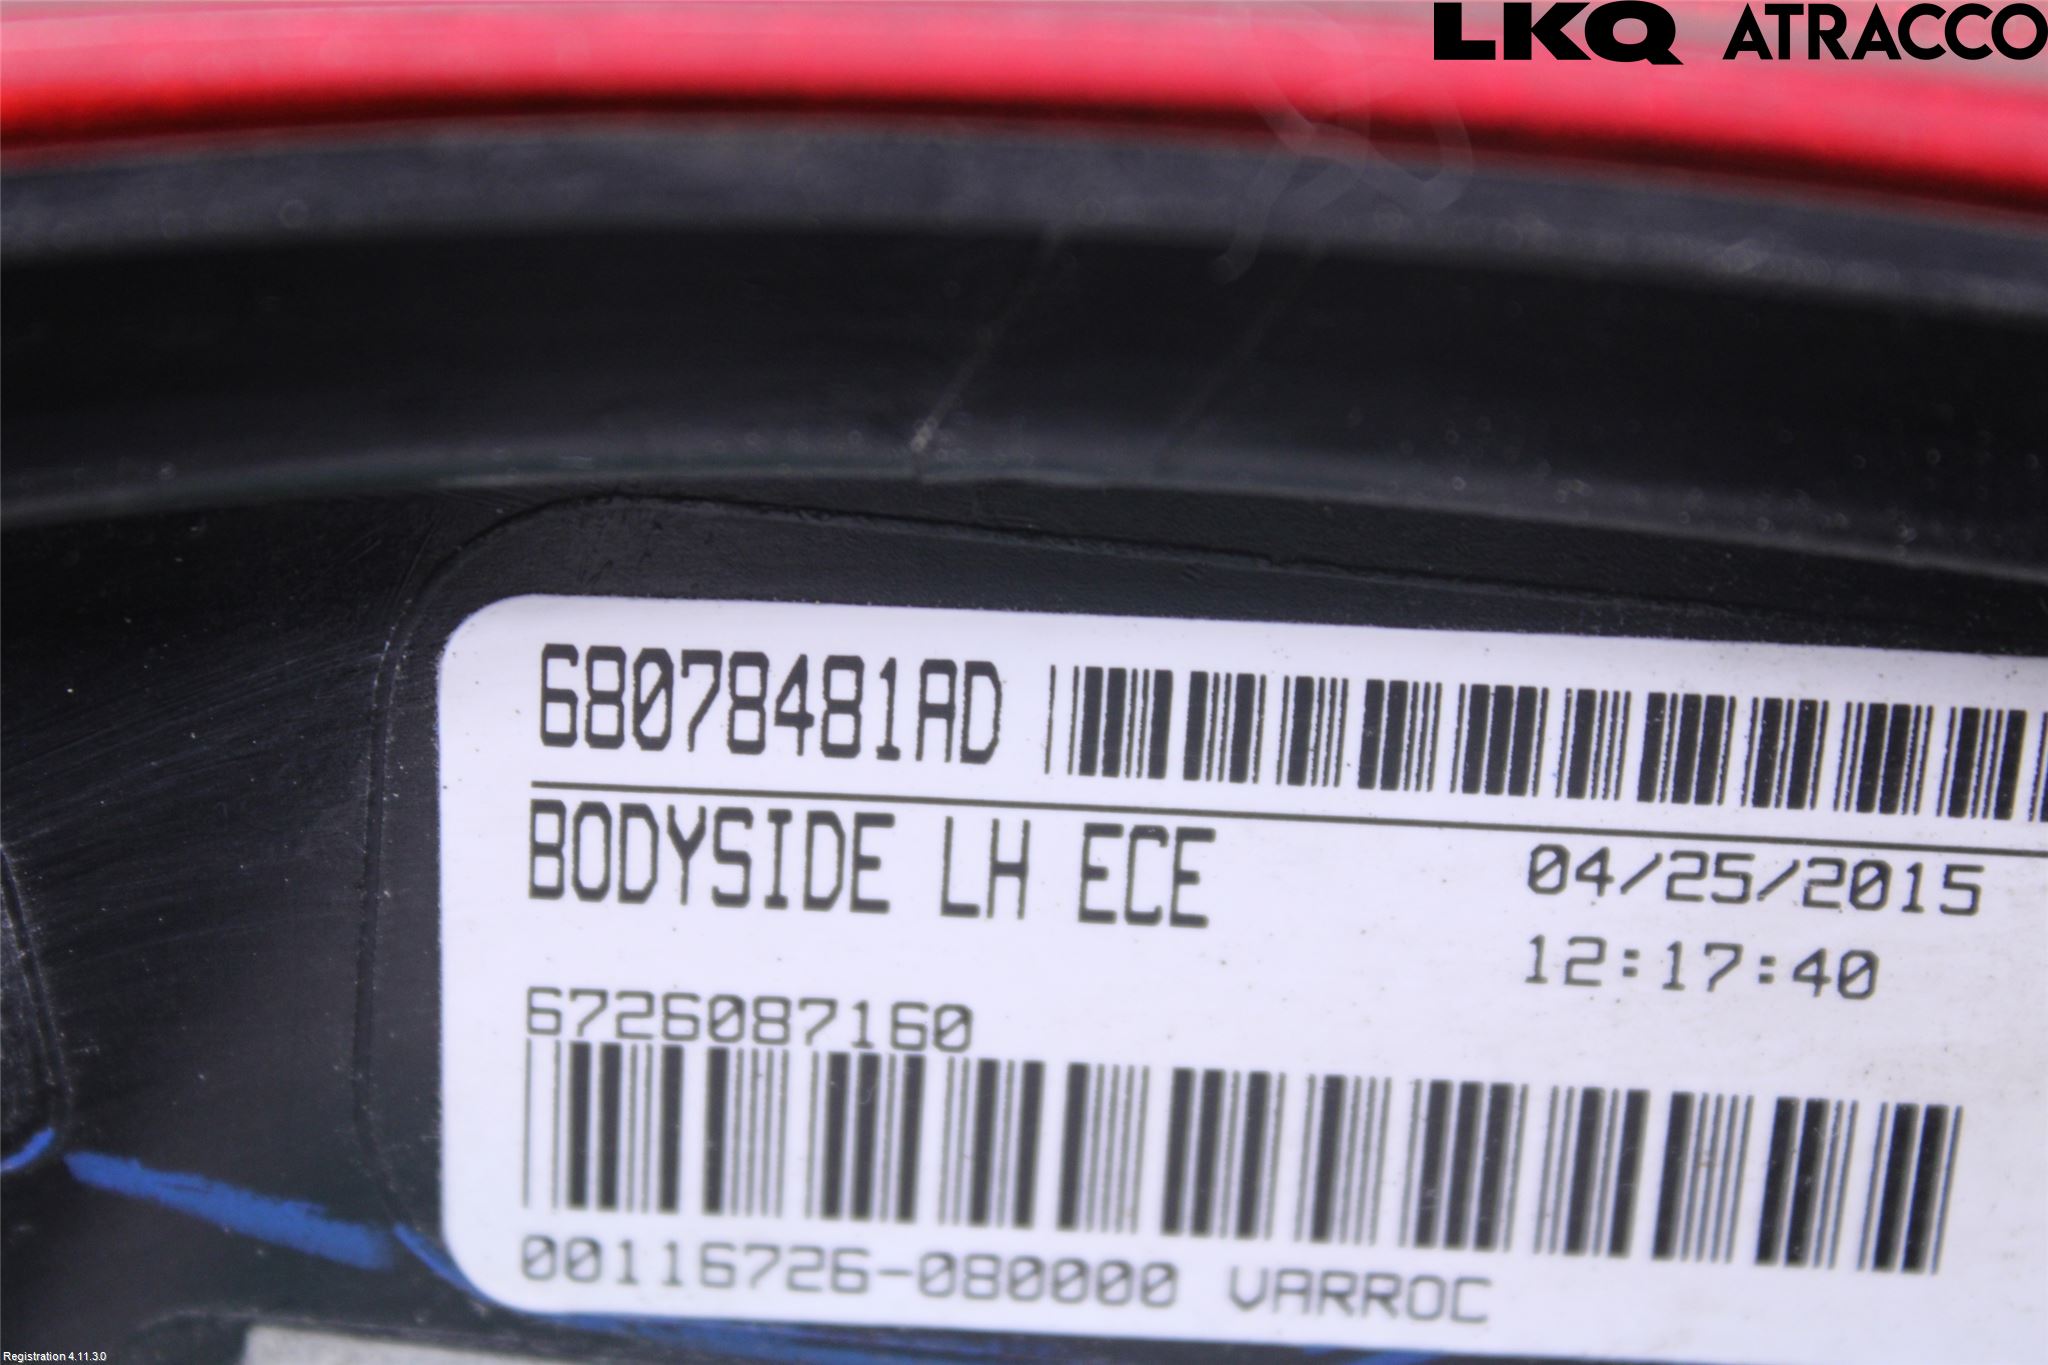 LKQ ATRACCO
68078481AD
BODYSIDE LH ECE
04/25/2015
12:17:40
6726087160
00116726-080000 VARROC
Registration 4.11.3.0